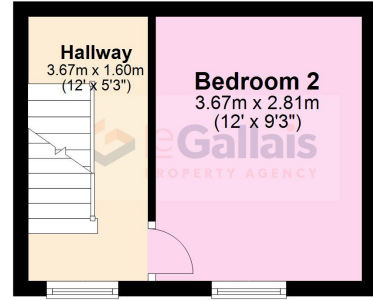 Hallway
3.67m x 1.60m
(12' x 5'3")
Bedroom 2
3.67m x 2.81m
(12' x 9'3")
leGallais
PROPERTY AGENCY